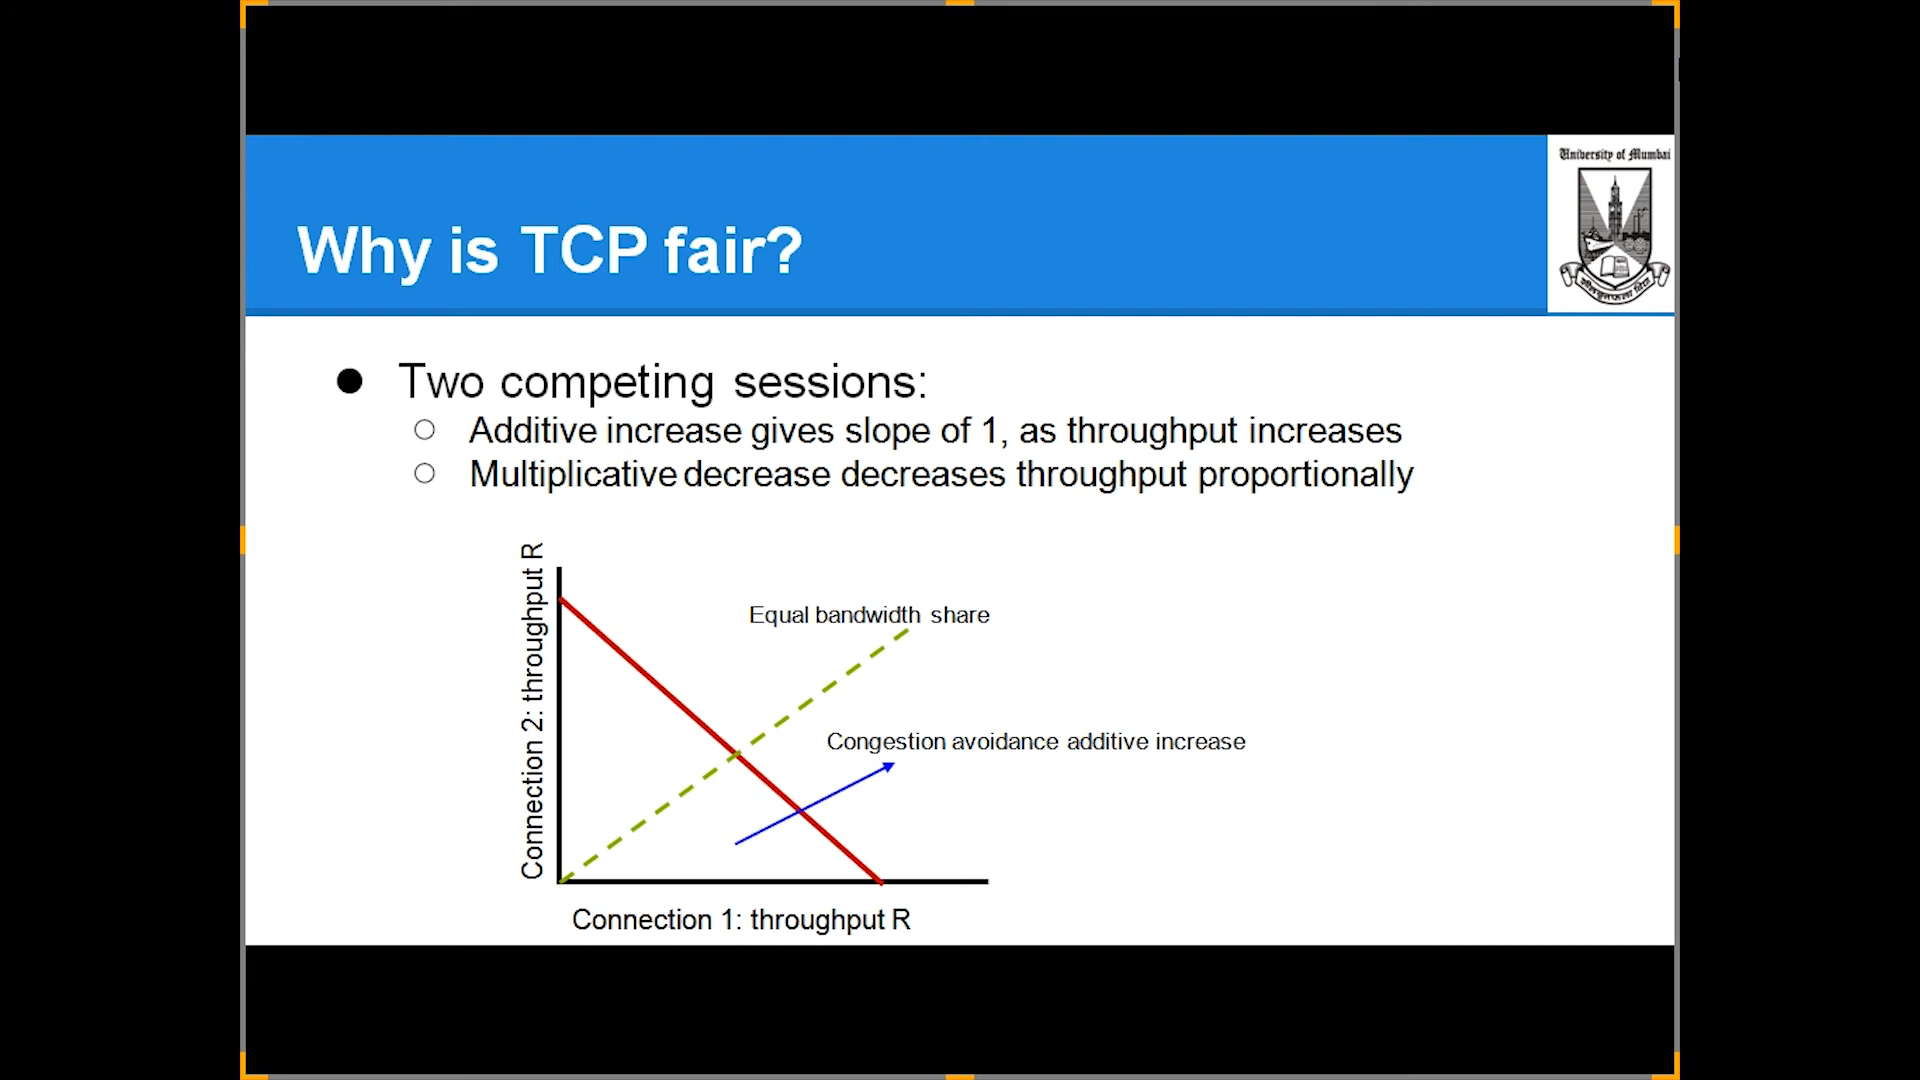 University of Mumbai
Why is TCP fair?
Two competing sessions:
Additive increase gives slope of 1, as throughput increases
Multiplicative decrease decreases throughput proportionally
Connection 2: throughput R
Equal bandwidth share
Congestion avoidance additive increase
Connection 1: throughput R